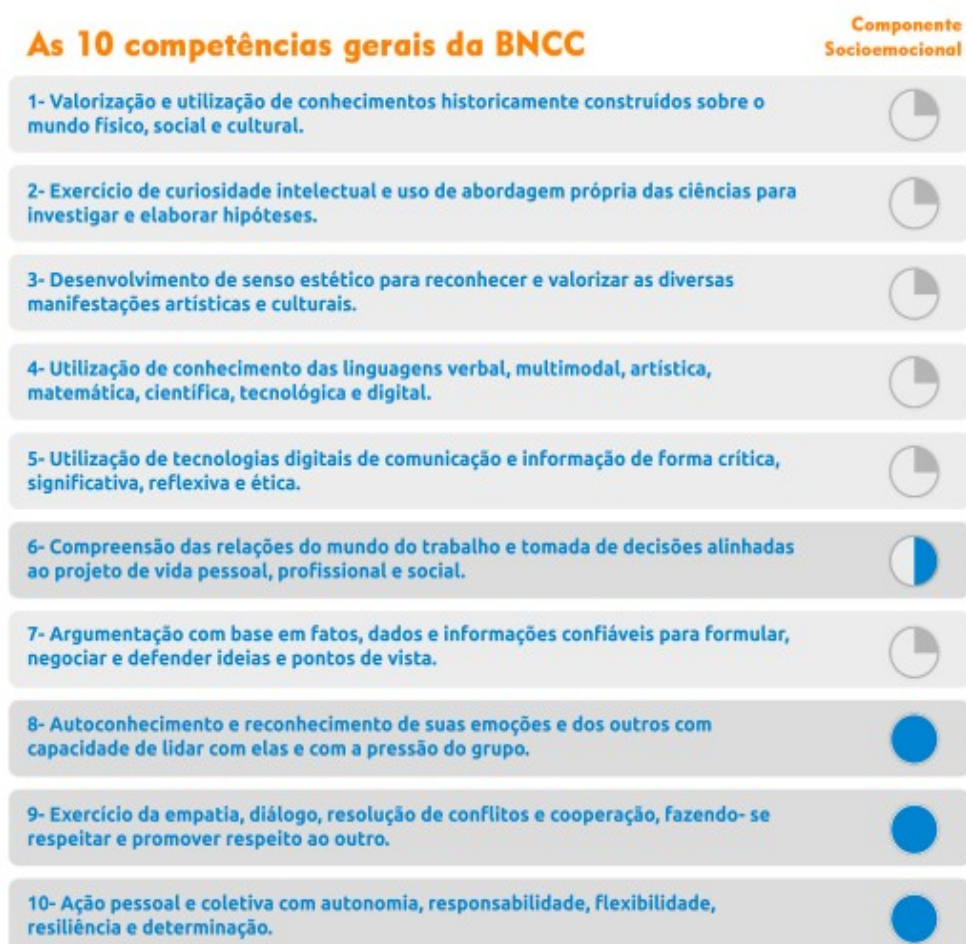 As 10 competências gerais da BNCC
Componente
Socioemocional
1- Valorização e utilização de conhecimentos historicamente construídos sobre o
mundo físico, social e cultural.
2- Exercício de curiosidade intelectual e uso de abordagem própria das ciências para
investigar e elaborar hipóteses.
3- Desenvolvimento de senso estético para reconhecer e valorizar as diversas
manifestações artísticas e culturais.
4- Utilização de conhecimento das linguagens verbal, multimodal, artística,
matemática, científica, tecnológica e digital.
5- Utilização de tecnologias digitais de comunicação e informação de forma crítica,
significativa, reflexiva e ética.
6- Compreensão das relações do mundo do trabalho e tomada de decisões alinhadas
ao projeto de vida pessoal, profissional e social.
7- Argumentação com base em fatos, dados e informações confiáveis para formular,
negociar e defender ideias e pontos de vista.
8- Autoconhecimento e reconhecimento de suas emoções e dos outros com
capacidade de lidar com elas e com a pressão do grupo.
9- Exercício da empatia, diálogo, resolução de conflitos e cooperação, fazendo- se
respeitar e promover respeito ao outro.
10- Ação pessoal e coletiva com autonomia, responsabilidade, flexibilidade,
resiliência e determinação.